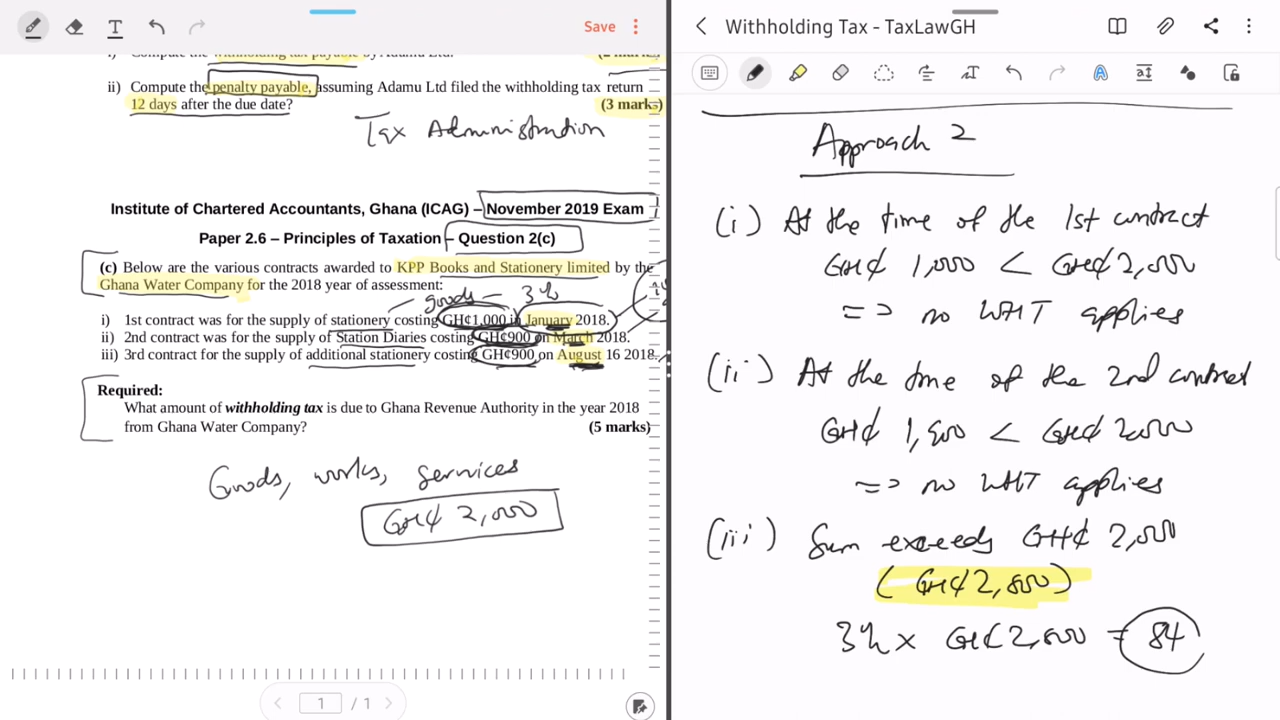 Save
i) Compute the withholding tax payable by Adamu Ltd. (2 marks)
ii) Compute the penalty payable, assuming Adamu Ltd filed the withholding tax return
12 days after the due date? (3 marks)
Tax Administration
Institute of Chartered Accountants, Ghana (ICAG) – November 2019 Exam
Paper 2.6 – Principles of Taxation – Question 2(c)
(c) Below are the various contracts awarded to KPP Books and Stationery limited by the
Ghana Water Company for the 2018 year of assessment:
goods – 3%
i) 1st contract was for the supply of stationery costing GH¢1,000 in January 2018.
ii) 2nd contract was for the supply of Station Diaries costing GH¢900 on March 2018.
iii) 3rd contract for the supply of additional stationery costing GH¢900 on August 16 2018.
Required:
What amount of withholding tax is due to Ghana Revenue Authority in the year 2018
from Ghana Water Company? (5 marks)
Goods, works, services
GH¢ 2,000
1 / 1
Withholding Tax - TaxLawGH
Approach 2
(i) At the time of the 1st contract
GH¢ 1,000 < GH¢ 2,000
=> no WHT applies
(ii) At the time of the 2nd contract
GH¢ 1,900 < GH¢ 2,000
=> no WHT applies
(iii) Sum exceeds GH¢ 2,000
(GH¢ 2,800)
3% x GH¢ 2,800 = 84